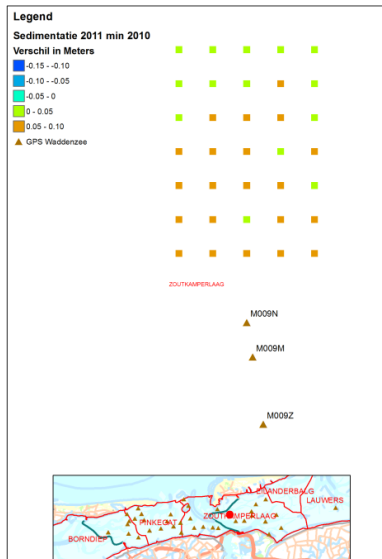 Legend
Sedimentatie 2011 min 2010
Verschil in Meters
-0.15 - -0.10
-0.10 - -0.05
-0.05 - 0
0 - 0.05
0.05 - 0.10
GPS Waddenzee
ZOUTKAMPERLAAG
M009N
M009M
M009Z
EILANDERBALG
LAUWERS
PINKEGAT
ZOUTKAMPERLAAG
BORNDIEP